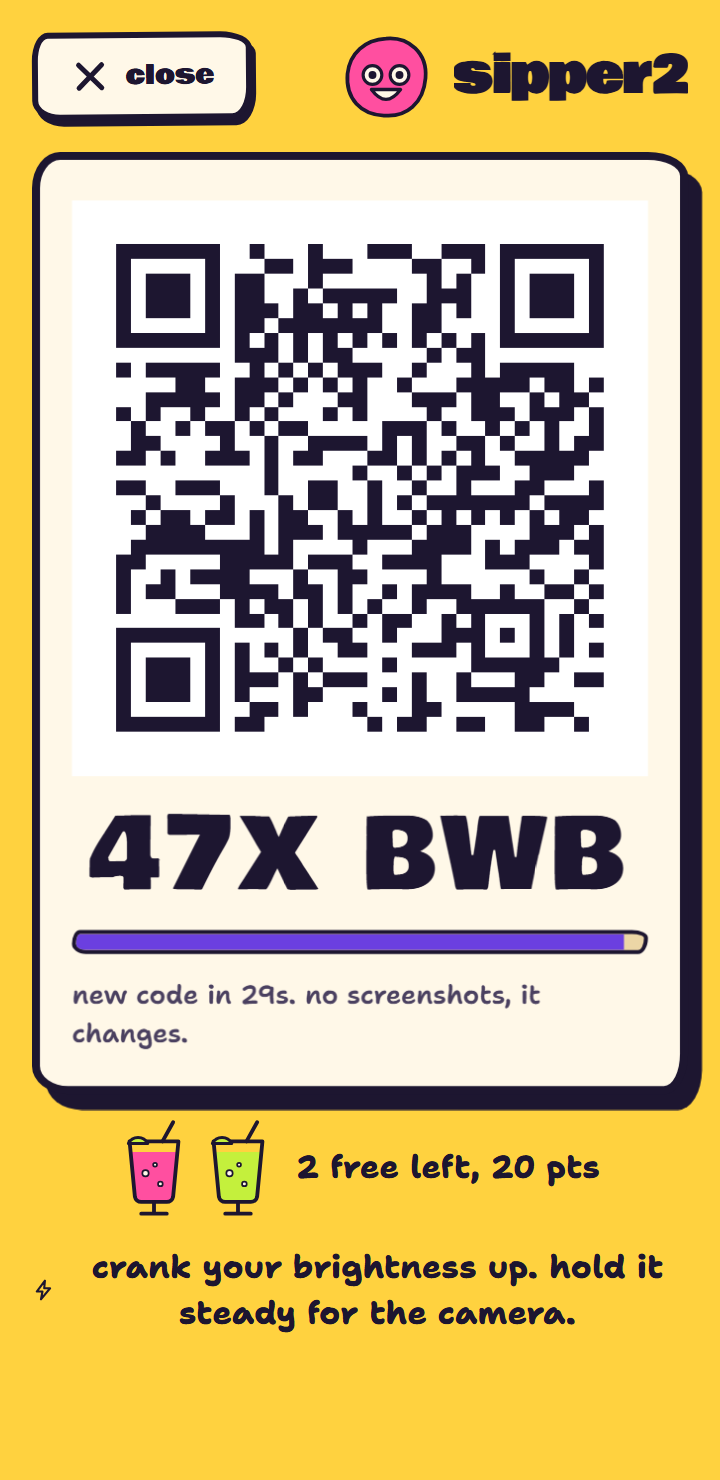 close
sipper2
47X BWB
new code in 29s. no screenshots, it
changes.
2 free left, 20 pts
crank your brightness up. hold it
steady for the camera.